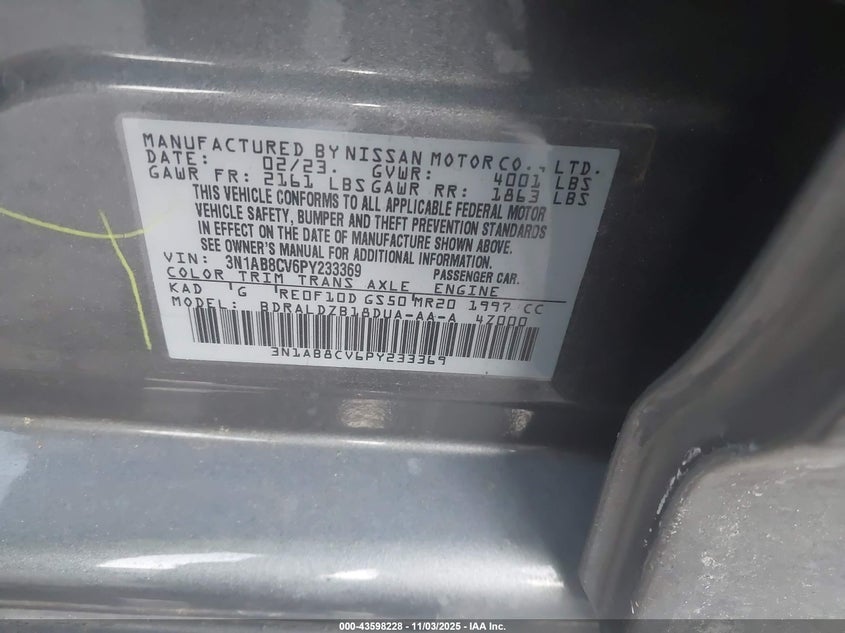 MANUFACTURED BY NISSAN MOTOR CO., LTD.
DATE: 02/23. GVWR: 4001 LBS
GAWR FR: 2161 LBS GAWR RR: 1863 LBS
THIS VEHICLE CONFORMS TO ALL APPLICABLE FEDERAL MOTOR
VEHICLE SAFETY, BUMPER AND THEFT PREVENTION STANDARDS
IN EFFECT ON THE DATE OF MANUFACTURE SHOWN ABOVE.
SEE OWNER'S MANUAL FOR ADDITIONAL INFORMATION.
VIN: 3N1AB8CV6PY233369 PASSENGER CAR.
COLOR TRIM TRANS AXLE ENGINE
KAD G RE0F10D GS50 MR20 1997 CC
MODEL: BDRALDZB18DUA-AA-A 4Z000
3N1AB8CV6PY233369
000-43598228 - 11/03/2025 - IAA Inc.